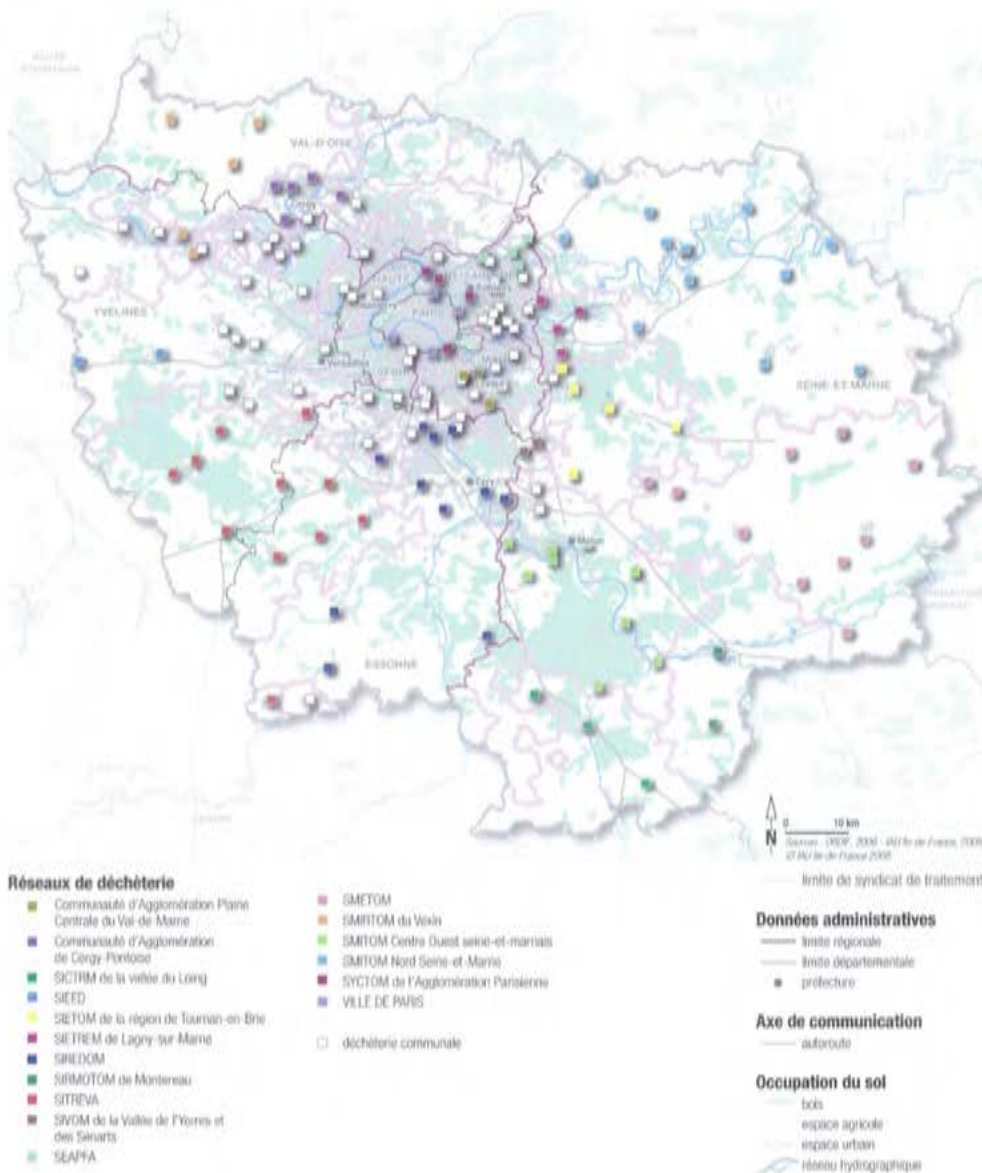 VAL-D'OISE
YVELINES
PARIS
SEINE-ET-MARNE
ESSONNE
Melun
N
0 10 km
Réseaux de déchèterie
Communauté d'Agglomération Plaine
Centrale du Val-de-Marne
Communauté d'Agglomération
de Cergy-Pontoise
SICTRM de la vallée du Loing
SIEED
SIETOM de la région de Tournan-en-Brie
SIETREM de Lagny-sur-Marne
SIREDOM
SIRMOTOM de Montereau
SITREVA
SIVOM de la Vallée de l'Yerres et
des Sénarts
SEAPFA
SMETOM
SMIRTOM du Vexin
SMITOM Centre Ouest seine-et-marnais
SMITOM Nord Seine-et-Marne
SYCTOM de l'Agglomération Parisienne
VILLE DE PARIS
déchèterie communale
limite de syndicat de traitement
Données administratives
limite régionale
limite départementale
préfecture
Axe de communication
autoroute
Occupation du sol
bois
espace agricole
espace urbain
réseau hydrographique